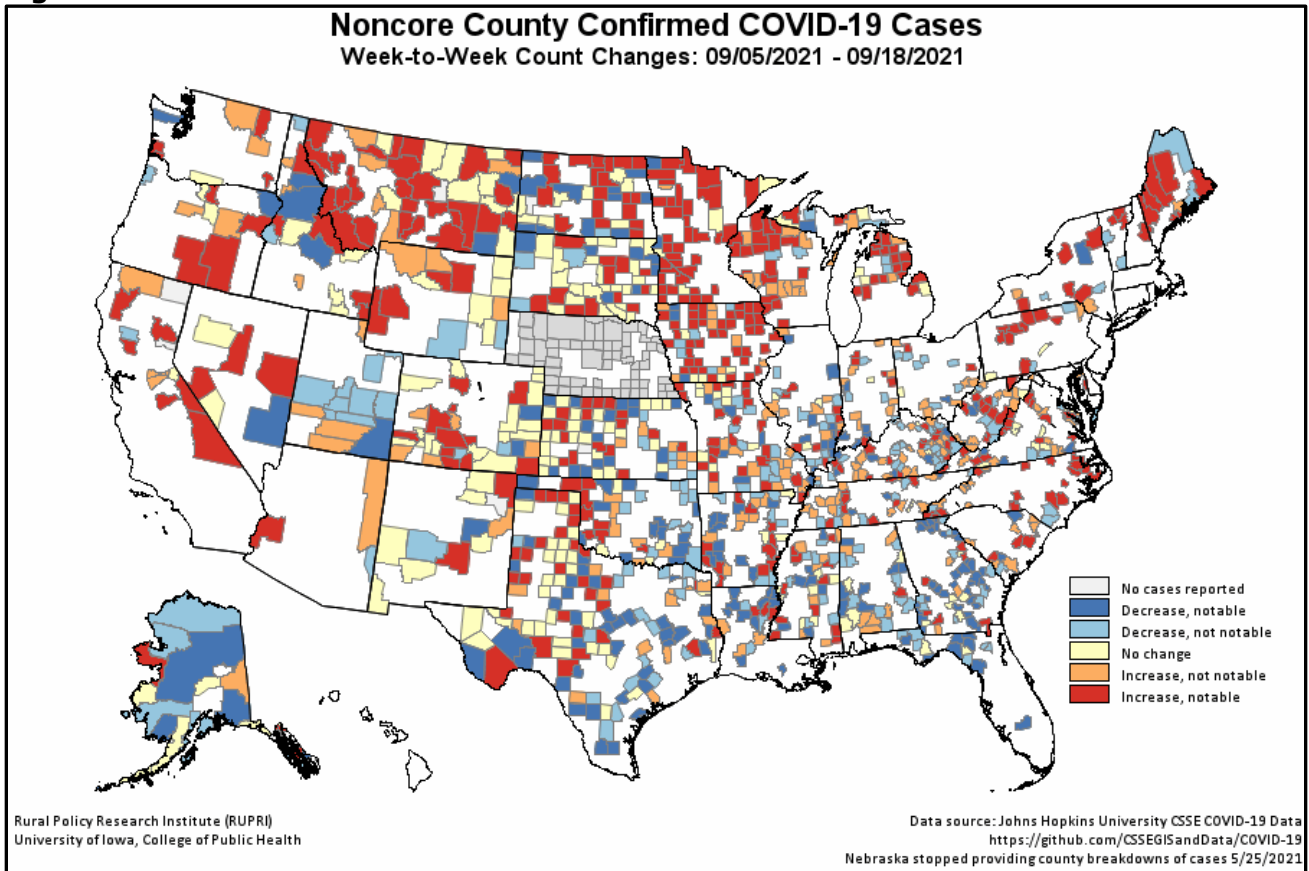 Noncore County Confirmed COVID-19 Cases
Week-to-Week Count Changes: 09/05/2021 - 09/18/2021
No cases reported
Decrease, notable
Decrease, not notable
No change
Increase, not notable
Increase, notable
Rural Policy Research Institute (RUPRI)
University of Iowa, College of Public Health
Data source: Johns Hopkins University CSSE COVID-19 Data
https://github.com/CSSEGISandData/COVID-19
Nebraska stopped providing county breakdowns of cases 5/25/2021